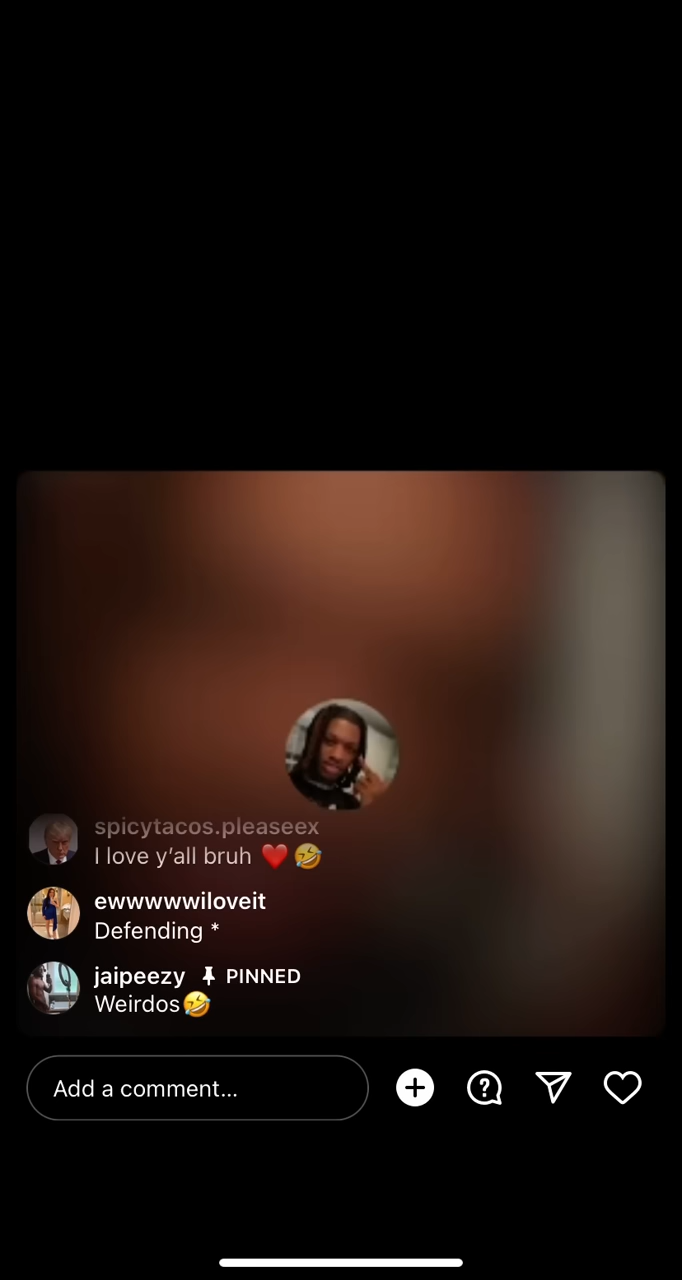 spicytacos.pleaseex
I love y’all bruh ❤️🤣
ewwwwwiloveit
Defending *
jaipeezy 📌 PINNED
Weirdos🤣
Add a comment...